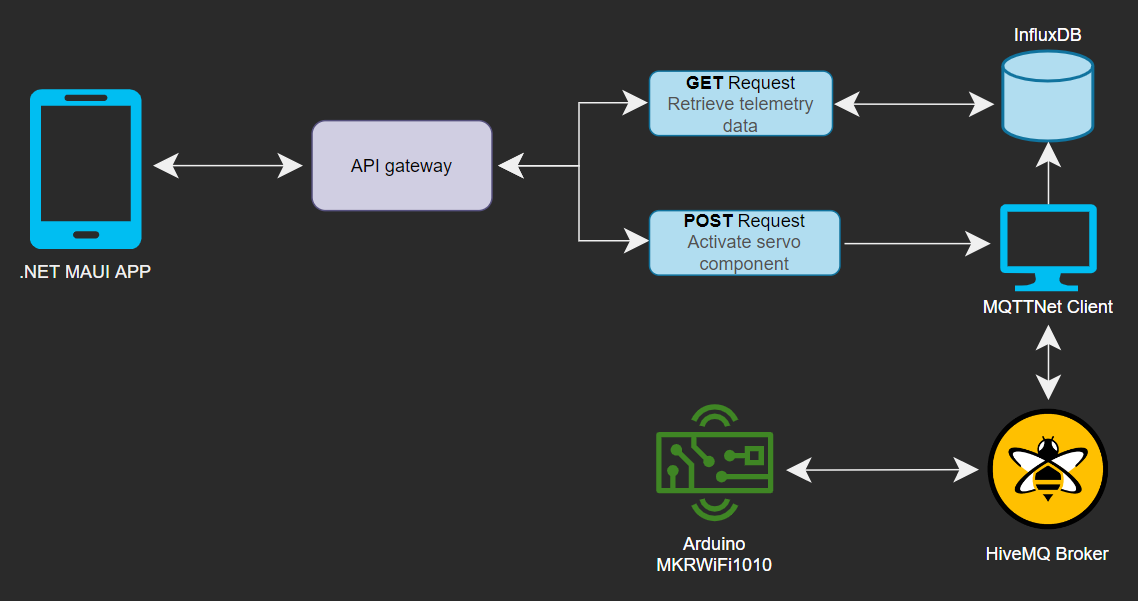 InfluxDB
GET Request
Retrieve telemetry
data
API gateway
POST Request
Activate servo
component
.NET MAUI APP
MQTTNet Client
Arduino
MKRWiFi1010
HiveMQ Broker